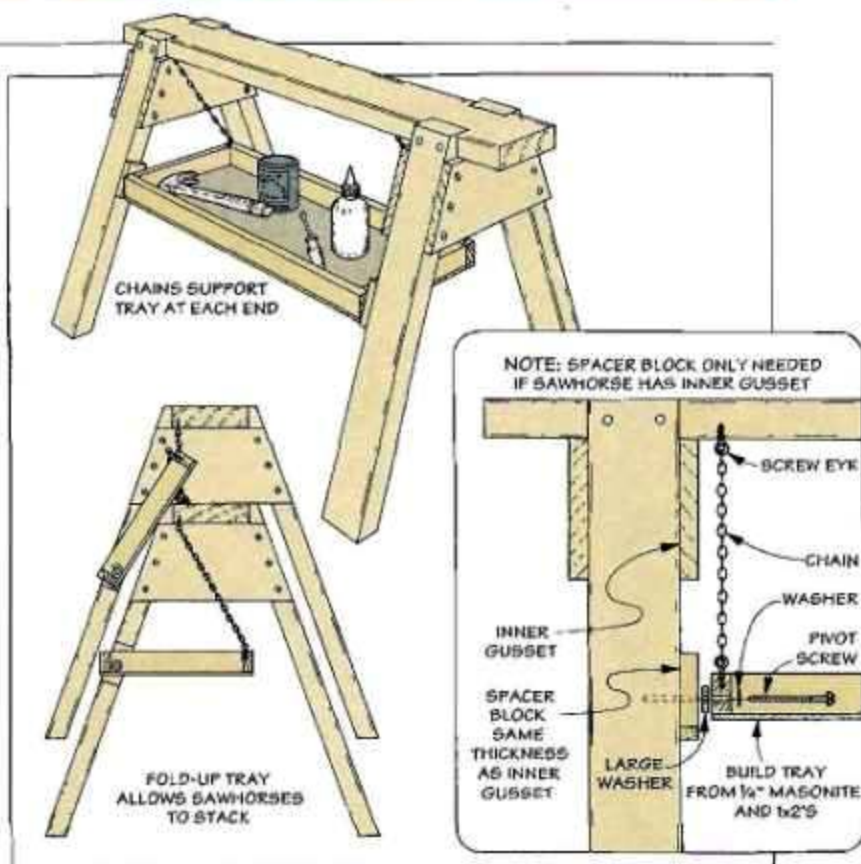 CHAINS SUPPORT
TRAY AT EACH END
NOTE: SPACER BLOCK ONLY NEEDED
IF SAWHORSE HAS INNER GUSSET
SCREW EYE
CHAIN
WASHER
PIVOT
SCREW
INNER
GUSSET
SPACER
BLOCK
SAME
THICKNESS
AS INNER
GUSSET
LARGE
WASHER
BUILD TRAY
FROM ¼" MASONITE
AND 1x2'S
FOLD-UP TRAY
ALLOWS SAWHORSES
TO STACK